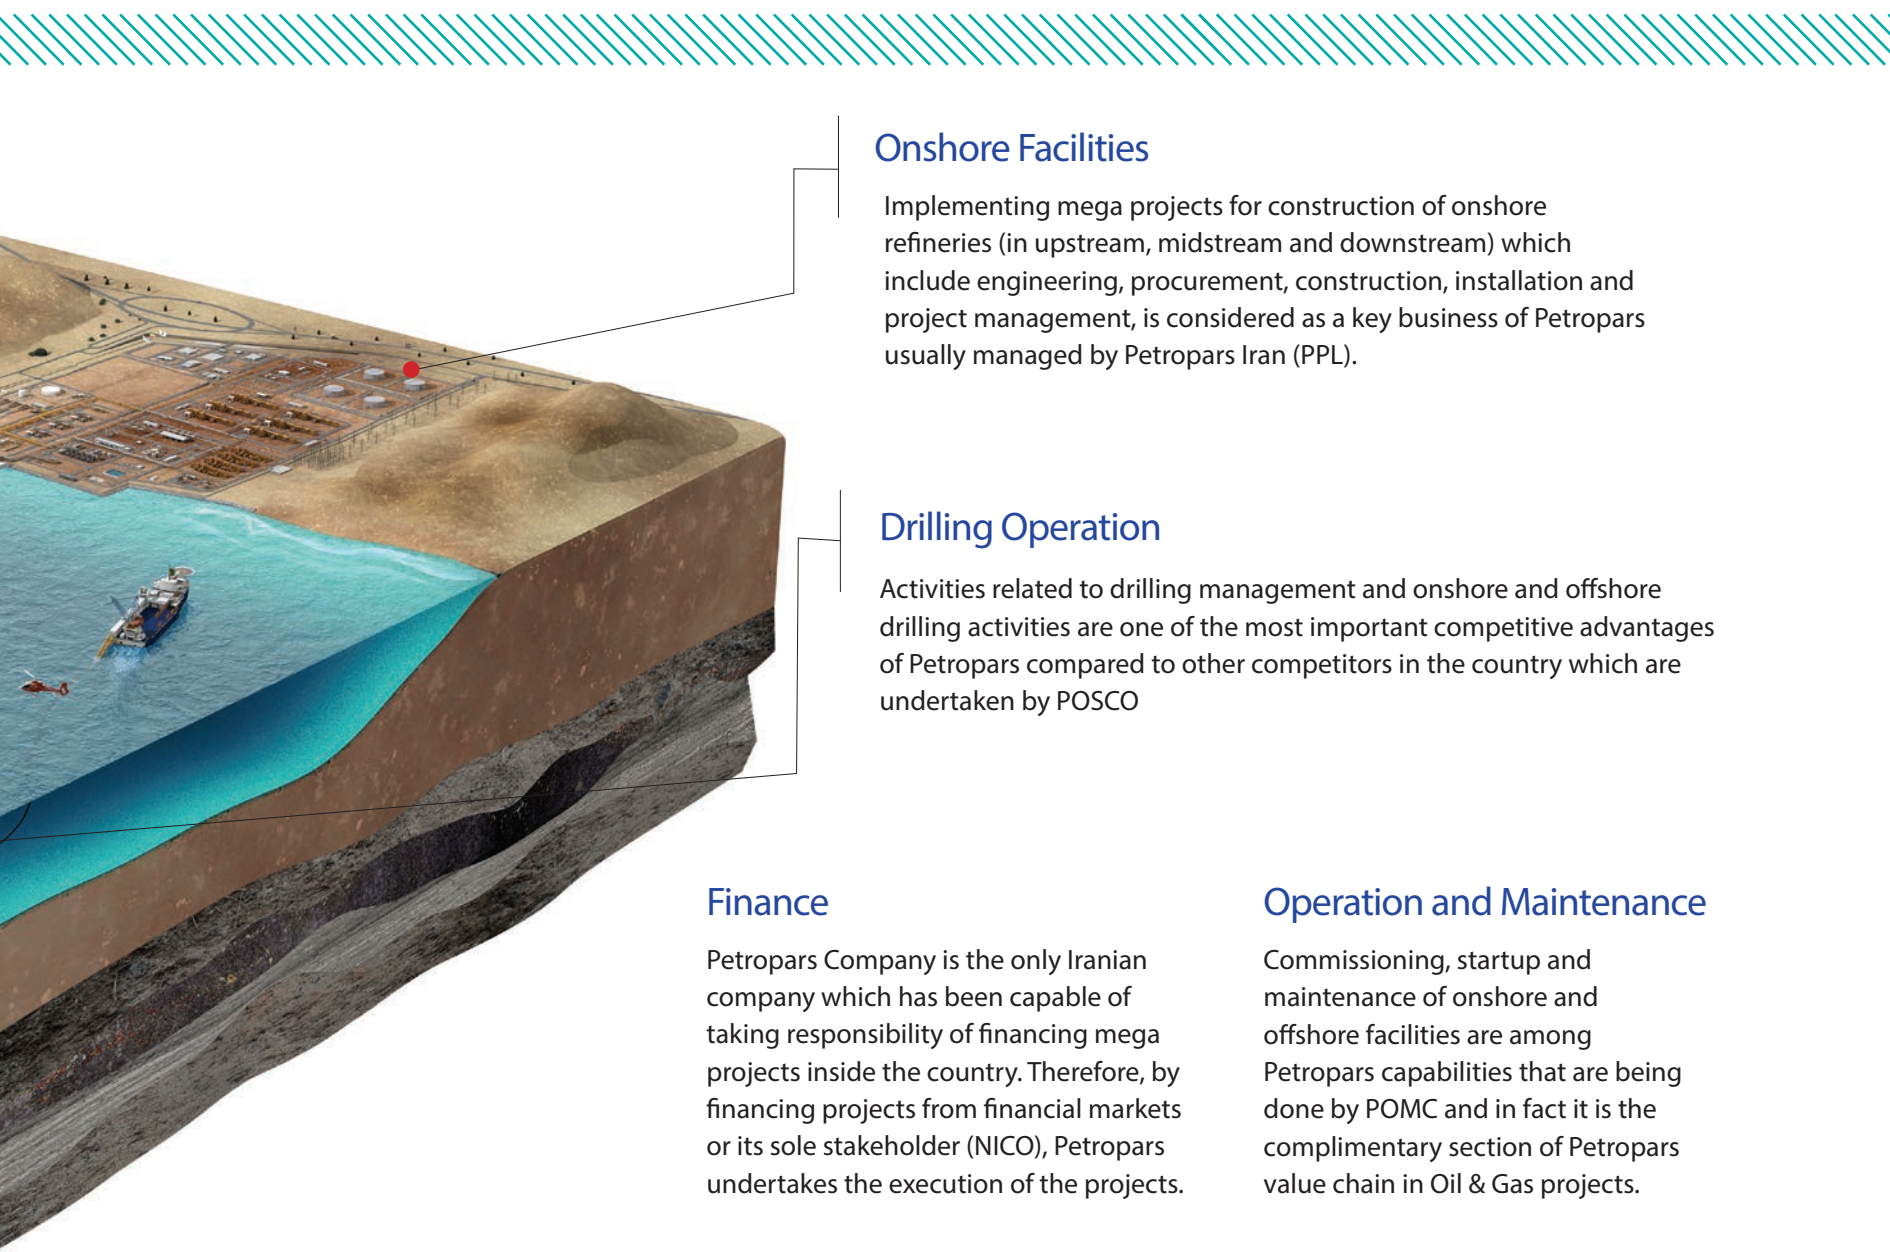 Onshore Facilities
Implementing mega projects for construction of onshore
refineries (in upstream, midstream and downstream) which
include engineering, procurement, construction, installation and
project management, is considered as a key business of Petropars
usually managed by Petropars Iran (PPL).
Drilling Operation
Activities related to drilling management and onshore and offshore
drilling activities are one of the most important competitive advantages
of Petropars compared to other competitors in the country which are
undertaken by POSCO
Finance
Petropars Company is the only Iranian
company which has been capable of
taking responsibility of financing mega
projects inside the country. Therefore, by
financing projects from financial markets
or its sole stakeholder (NICO), Petropars
undertakes the execution of the projects.
Operation and Maintenance
Commissioning, startup and
maintenance of onshore and
offshore facilities are among
Petropars capabilities that are being
done by POMC and in fact it is the
complimentary section of Petropars
value chain in Oil & Gas projects.